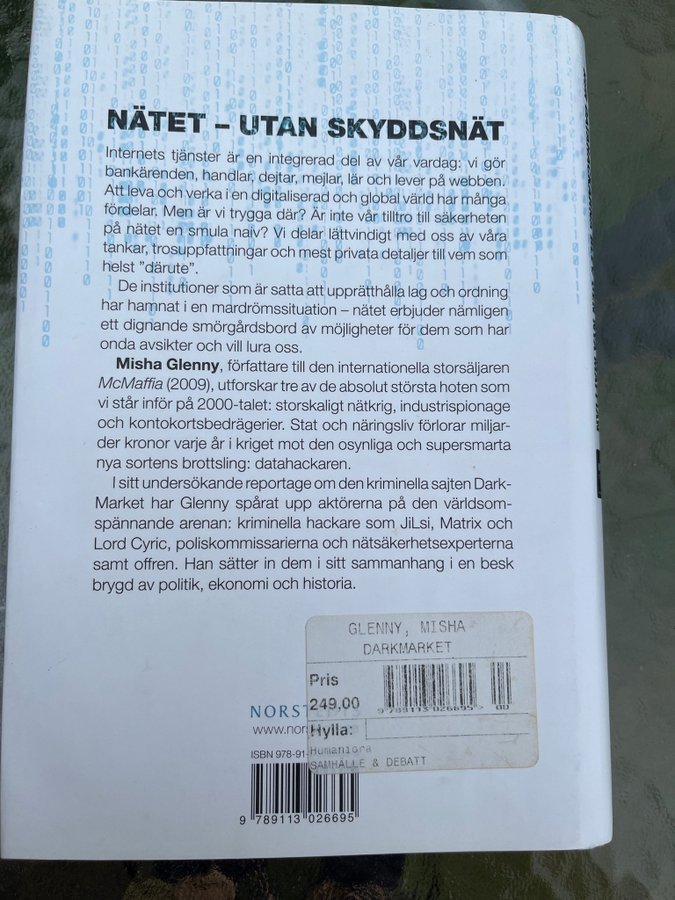 NÄTET – UTAN SKYDDSNÄT
Internets tjänster är en integrerad del av vår vardag: vi gör
bankärenden, handlar, dejtar, mejlar, lär och lever på webben.
Att leva och verka i en digitaliserad och global värld har många
fördelar. Men är vi trygga där? Är inte vår tilltro till säkerheten
på nätet en smula naiv? Vi delar lättvindigt med oss av våra
tankar, trosuppfattningar och mest privata detaljer till vem som
helst ”därute”.
De institutioner som är satta att upprätthålla lag och ordning
har hamnat i en mardrömssituation – nätet erbjuder nämligen
ett dignande smörgårdsbord av möjligheter för dem som har
onda avsikter och vill lura oss.
Misha Glenny, författare till den internationella storsäljaren
McMaffia (2009), utforskar tre av de absolut största hoten som
vi står inför på 2000-talet: storskaligt nätkrig, industrispionage
och kontokortsbedrägerier. Stat och näringsliv förlorar miljar-
der kronor varje år i kriget mot den osynliga och supersmarta
nya sortens brottsling: datahackaren.
I sitt undersökande reportage om den kriminella sajten Dark-
Market har Glenny spårat upp aktörerna på den världsom-
spännande arenan: kriminella hackare som JiLsi, Matrix och
Lord Cyric, poliskommissarierna och nätsäkerhetsexperterna
samt offren. Han sätter in dem i sitt sammanhang i en besk
brygd av politik, ekonomi och historia.
GLENNY, MISHA
DARKMARKET
Pris
249.00
9 789113 026695 00
Hylla:
Humaniora
SAMHÄLLE & DEBATT
NORST
www.nor
ISBN 978-91-
9 789113 026695